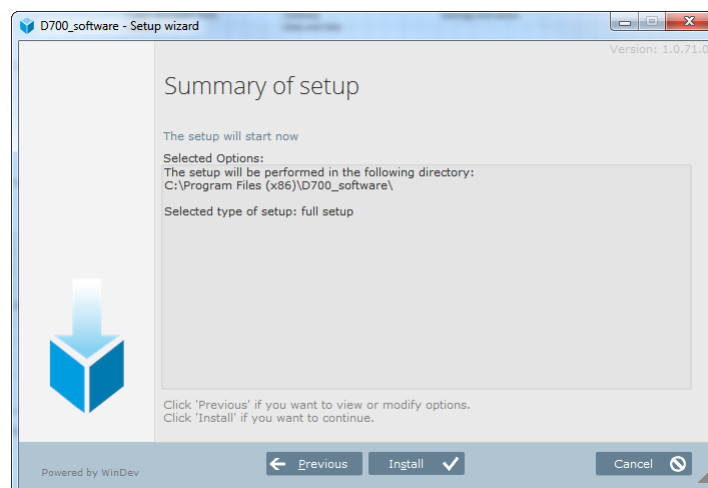 D700_software - Setup wizard
Version: 1.0.71.0
Summary of setup
The setup will start now
Selected Options:
The setup will be performed in the following directory:
C:\Program Files (x86)\D700_software\
Selected type of setup: full setup
Click 'Previous' if you want to view or modify options.
Click 'Install' if you want to continue.
Powered by WinDev
Previous
Install
Cancel